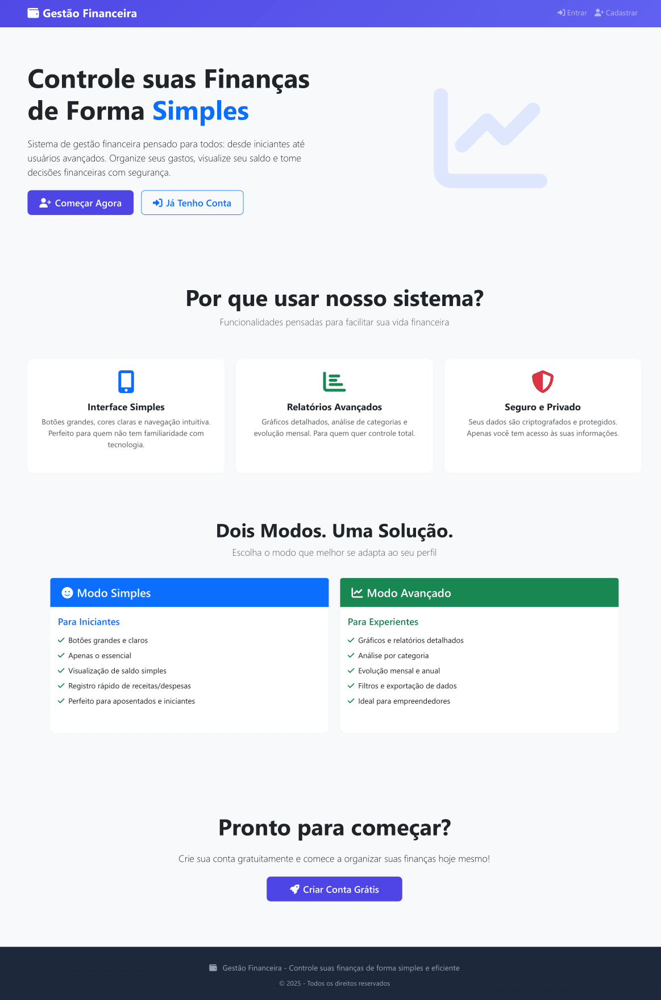 Gestão Financeira
Entrar
Cadastrar
Controle suas Finanças
de Forma Simples
Sistema de gestão financeira pensado para todos: desde iniciantes até
usuários avançados. Organize seus gastos, visualize seu saldo e tome
decisões financeiras com segurança.
Começar Agora
Já Tenho Conta
Por que usar nosso sistema?
Funcionalidades pensadas para facilitar sua vida financeira
Interface Simples
Botões grandes, cores claras e navegação intuitiva.
Perfeito para quem não tem familiaridade com
tecnologia.
Relatórios Avançados
Gráficos detalhados, análise de categorias e
evolução mensal. Para quem quer controle total.
Seguro e Privado
Seus dados são criptografados e protegidos.
Apenas você tem acesso às suas informações.
Dois Modos. Uma Solução.
Escolha o modo que melhor se adapta ao seu perfil
Modo Simples
Para Iniciantes
Botões grandes e claros
Apenas o essencial
Visualização de saldo simples
Registro rápido de receitas/despesas
Perfeito para aposentados e iniciantes
Modo Avançado
Para Experientes
Gráficos e relatórios detalhados
Análise por categoria
Evolução mensal e anual
Filtros e exportação de dados
Ideal para empreendedores
Pronto para começar?
Crie sua conta gratuitamente e comece a organizar suas finanças hoje mesmo!
Criar Conta Grátis
Gestão Financeira - Controle suas finanças de forma simples e eficiente
© 2025 - Todos os direitos reservados